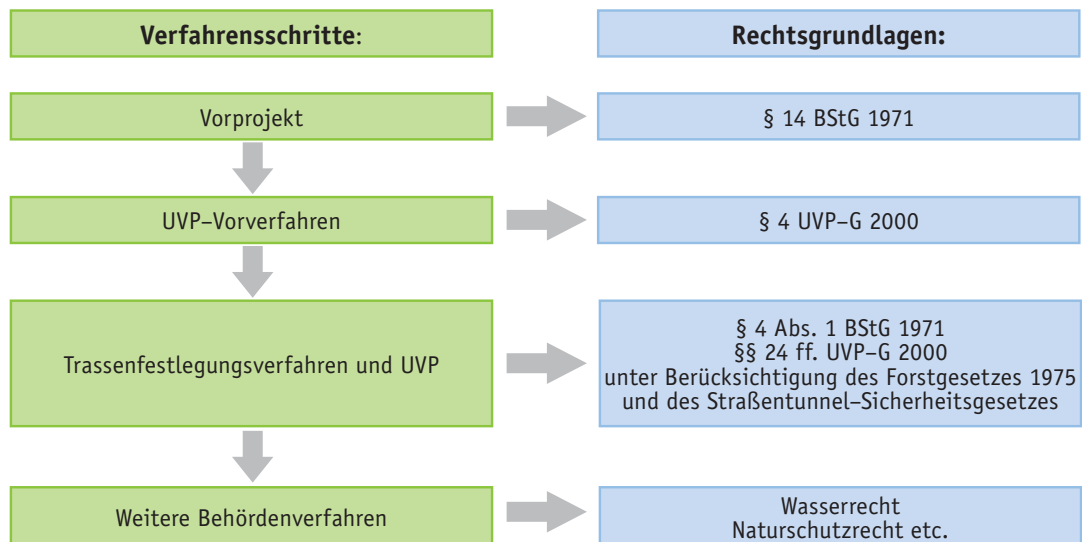 Verfahrensschritte:
Rechtsgrundlagen:
Vorprojekt
§ 14 BStG 1971
UVP–Vorverfahren
§ 4 UVP–G 2000
Trassenfestlegungsverfahren und UVP
§ 4 Abs. 1 BStG 1971
§§ 24 ff. UVP–G 2000
unter Berücksichtigung des Forstgesetzes 1975
und des Straßentunnel–Sicherheitsgesetzes
Weitere Behördenverfahren
Wasserrecht
Naturschutzrecht etc.